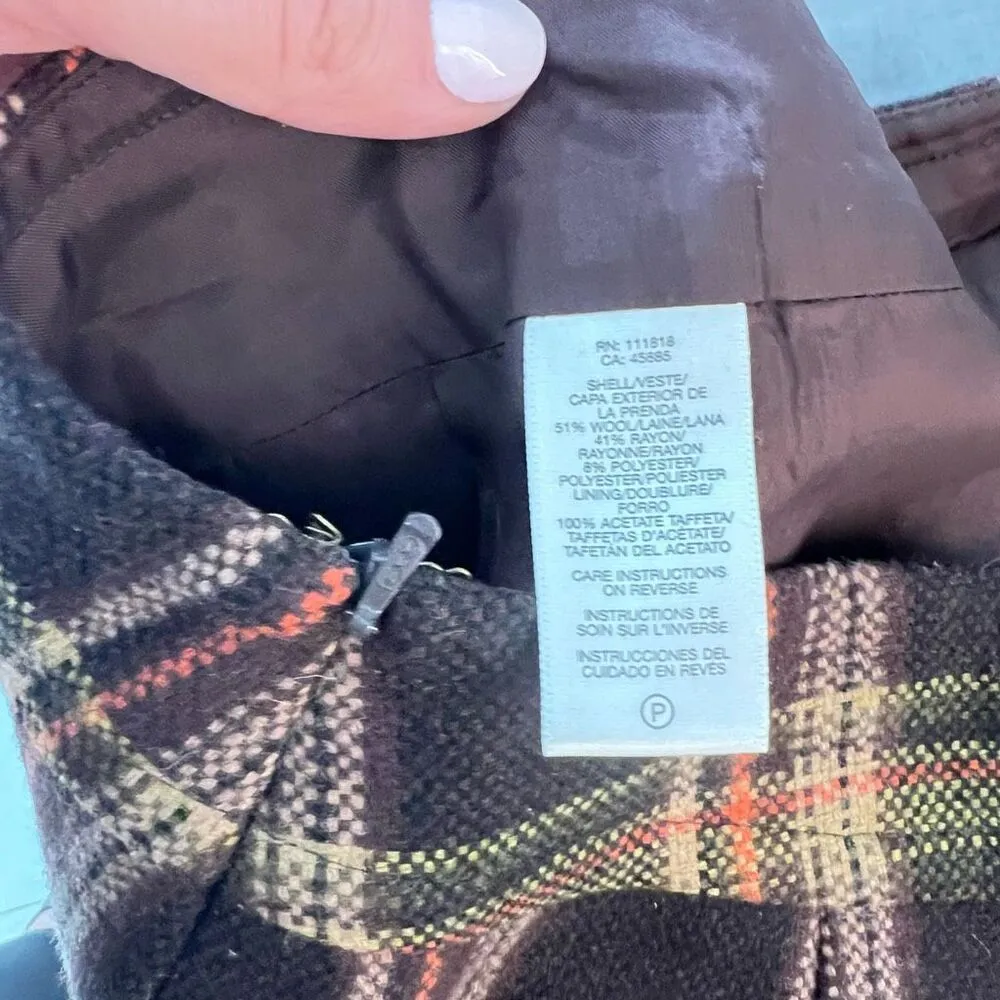 RN: 111818
CA: 45885
SHELL/VESTE/
CAPA EXTERIOR DE
LA PRENDA
51% WOOL/LAINE/LANA
41% RAYON/
RAYONNE/RAYON
8% POLYESTER/
POLYESTER/POLIESTER
LINING/DOUBLURE/
FORRO
100% ACETATE TAFFETA/
TAFFETAS D'ACETATE/
TAFETÁN DEL ACETATO
CARE INSTRUCTIONS
ON REVERSE
INSTRUCTIONS DE
SOIN SUR L'INVERSE
INSTRUCCIONES DEL
CUIDADO EN REVÉS
P